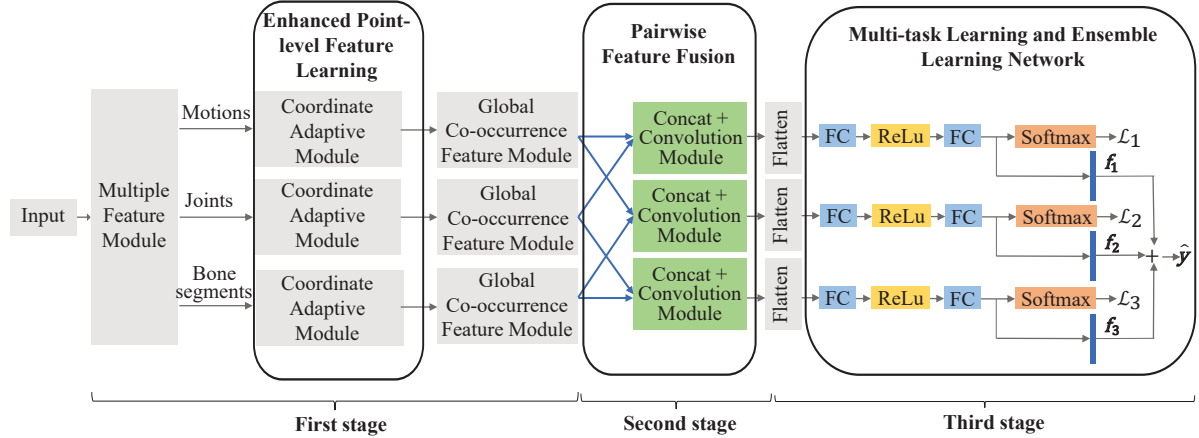 Enhanced Point-
level Feature
Learning
Pairwise
Feature Fusion
Multi-task Learning and Ensemble
Learning Network
Input
Multiple
Feature
Module
Motions
Joints
Bone
segments
Coordinate
Adaptive
Module
Coordinate
Adaptive
Module
Coordinate
Adaptive
Module
Global
Co-occurrence
Feature Module
Global
Co-occurrence
Feature Module
Global
Co-occurrence
Feature Module
Concat +
Convolution
Module
Concat +
Convolution
Module
Concat +
Convolution
Module
Flatten
Flatten
Flatten
FC ReLu FC Softmax ℒ1
f1
FC ReLu FC Softmax ℒ2
f2
+ ŷ
FC ReLu FC Softmax ℒ3
f3
First stage
Second stage
Third stage